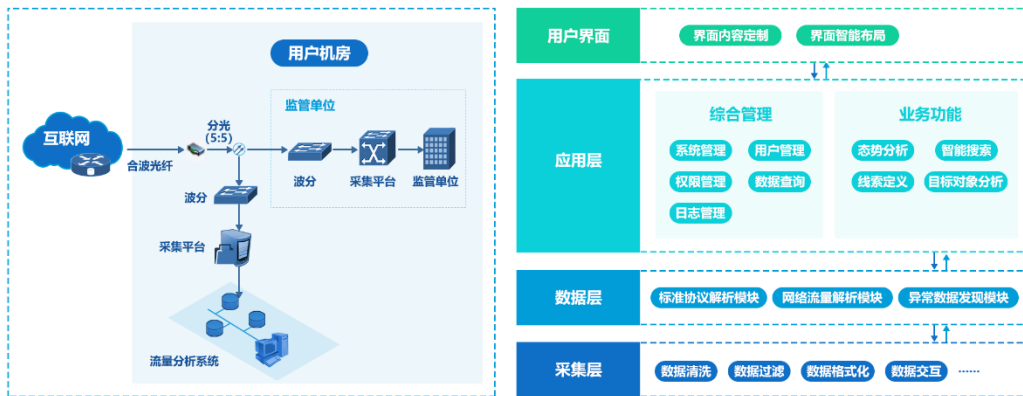 用户机房
互联网
合波光纤
分光
(5:5)
监管单位
波分
采集平台
监管单位
波分
采集平台
流量分析系统
用户界面
界面内容定制
界面智能布局
应用层
综合管理
系统管理
用户管理
权限管理
数据查询
日志管理
业务功能
态势分析
智能搜索
线索定义
目标对象分析
数据层
标准协议解析模块
网络流量解析模块
异常数据发现模块
采集层
数据清洗
数据过滤
数据格式化
数据交互
······